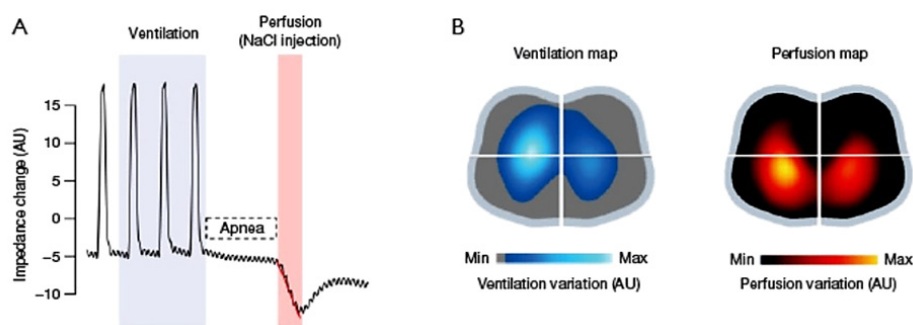 A
Ventilation
Perfusion
(NaCl injection)
Impedance change (AU)
15
10
5
0
−5
−10
Apnea
B
Ventilation map
Perfusion map
Min Max
Ventilation variation (AU)
Min Max
Perfusion variation (AU)